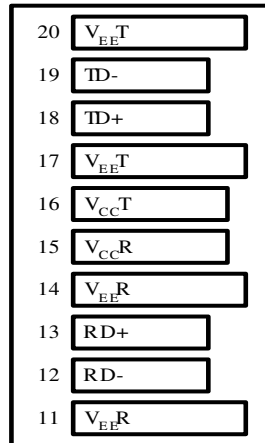 20 VEET
19 TD-
18 TD+
17 VEET
16 VCCT
15 VCCR
14 VEER
13 RD+
12 RD-
11 VEER